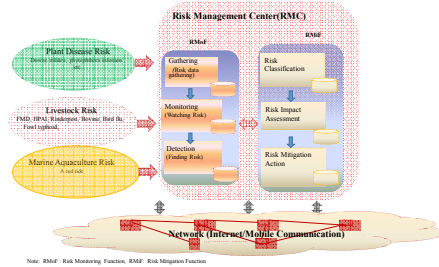 Risk Management Center(RMC)
RMoF
RMiF
Plant Disease Risk
etc
Livestock Risk
FMD, HPAI, Rinderpest, Bovine, Bird flu,
Fowl typhoid,
Marine Aquaculture Risk
A red tide
Gathering
(Risk data
gathering)
Monitoring
(Watching Risk)
Detection
(Finding Risk)
Risk
Classification
Risk Impact
Assessment
Risk Mitigation
Action
Network (Internet/Mobile Communication)
Note: RMoF : Risk Monitoring Function, RMiF: Risk Mitigation Function